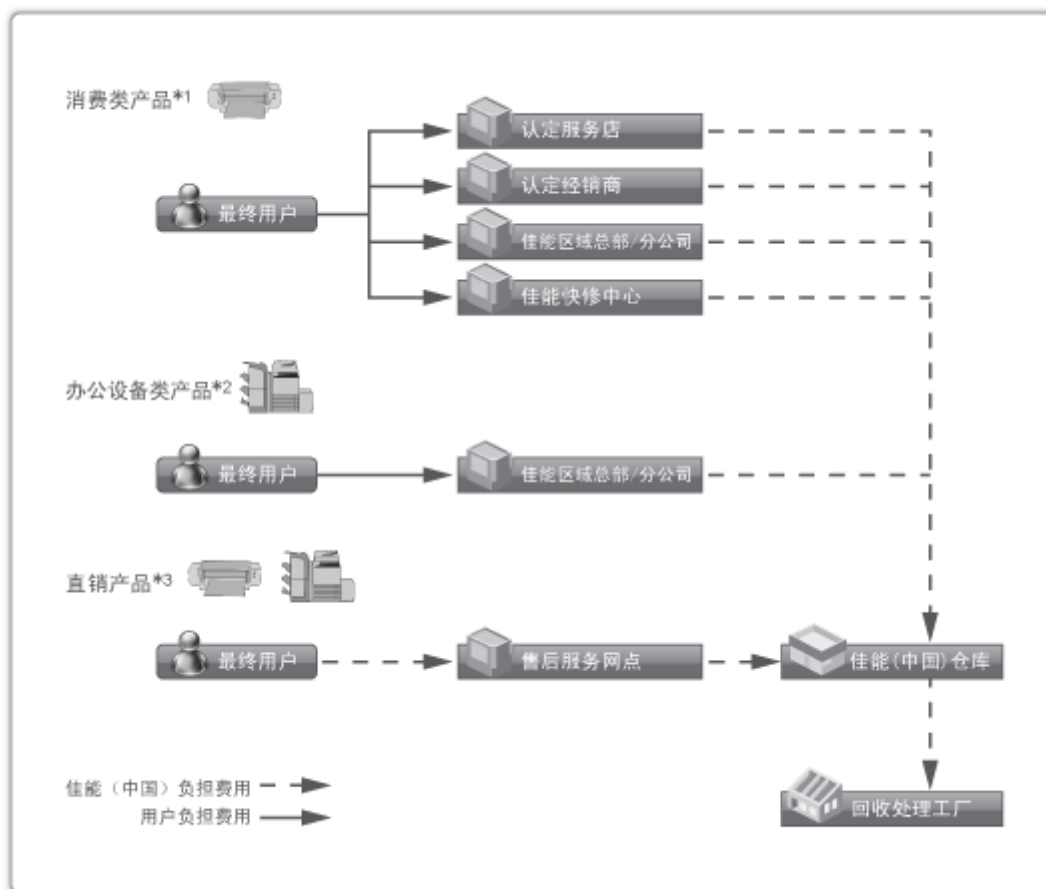 消费类产品*1
认定服务店
认定经销商
最终用户
佳能区域总部/分公司
佳能快修中心
办公设备类产品*2
最终用户
佳能区域总部/分公司
直销产品*3
最终用户
售后服务网点
佳能(中国)仓库
佳能（中国）负担费用
用户负担费用
回收处理工厂